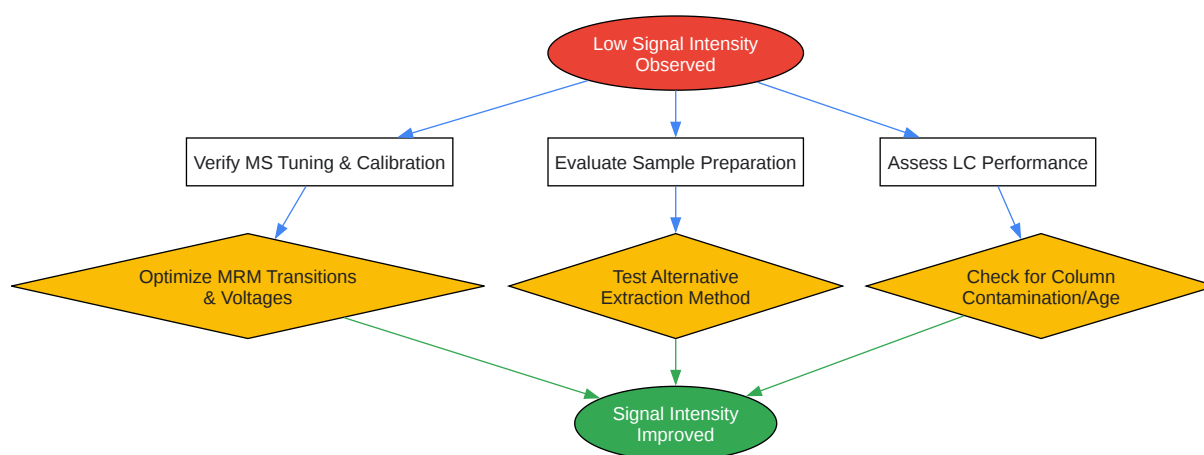 Low Signal Intensity
Observed
Verify MS Tuning & Calibration
Evaluate Sample Preparation
Assess LC Performance
Optimize MRM Transitions
& Voltages
Test Alternative
Extraction Method
Check for Column
Contamination/Age
Signal Intensity
Improved